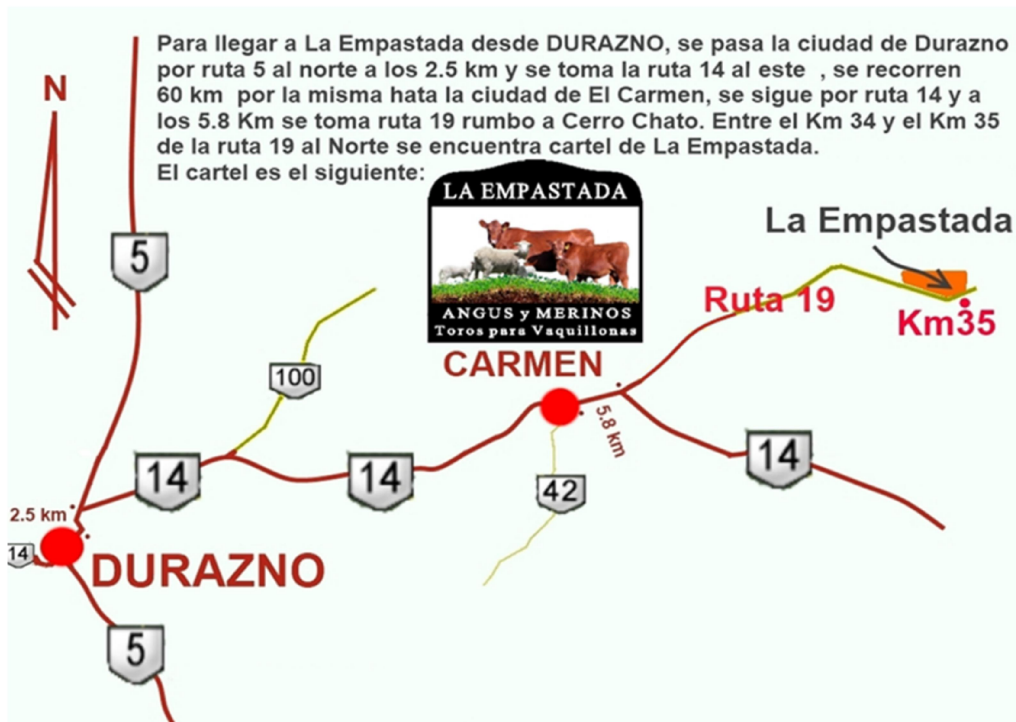 Para llegar a La Empastada desde DURAZNO, se pasa la ciudad de Durazno
por ruta 5 al norte a los 2.5 km y se toma la ruta 14 al este , se recorren
60 km por la misma hata la ciudad de El Carmen, se sigue por ruta 14 y a
los 5.8 Km se toma ruta 19 rumbo a Cerro Chato. Entre el Km 34 y el Km 35
de la ruta 19 al Norte se encuentra cartel de La Empastada.
El cartel es el siguiente:
N
LA EMPASTADA
ANGUS y MERINOS
Toros para Vaquillonas
La Empastada
5
Ruta 19
Km35
CARMEN
100
5.8 km
14
14
14
42
2.5 km
14
DURAZNO
5